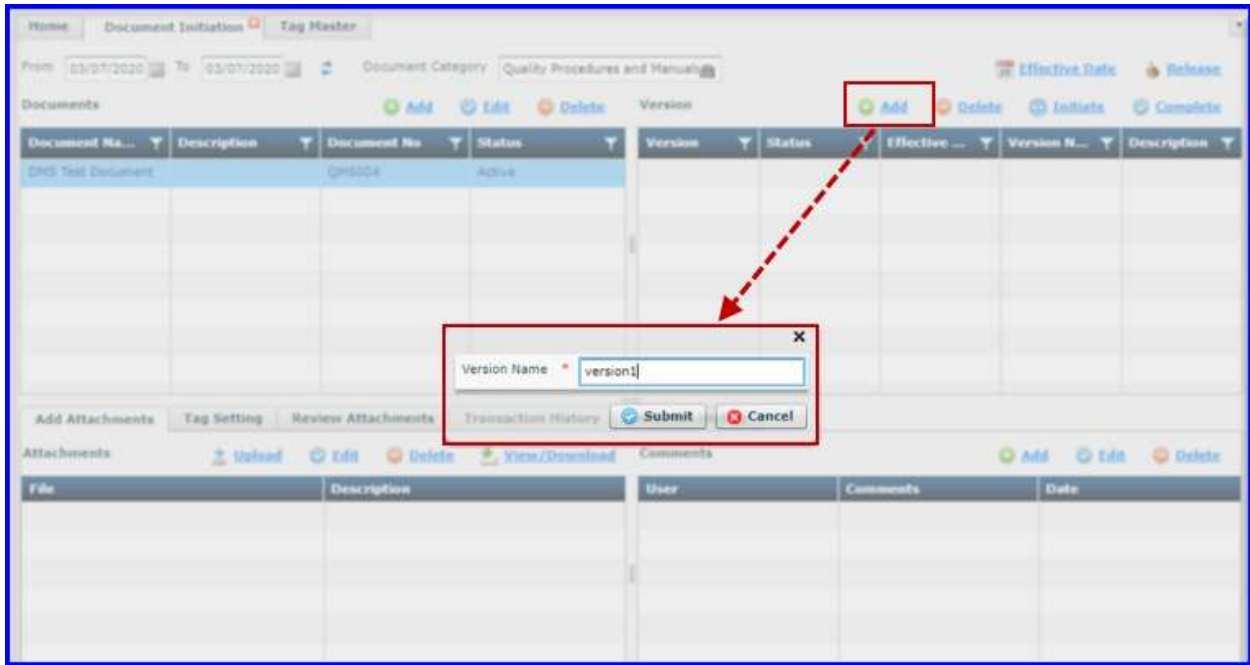 Home Document Initiation Tag Master
From 03/07/2020 To 03/07/2020 Document Category Quality Procedures and Manuals Effective Date Release
Documents Add Edit Delete Version Add Delete Initiate Complete
Document Na... Description Document No Status Version Status Effective ... Version N... Description
DMS Test Document QMS004 Active
Version Name * version1
Submit Cancel
Add Attachments Tag Setting Review Attachments Transaction History
Attachments Upload Edit Delete View/Download Comments Add Edit Delete
File Description User Comments Date